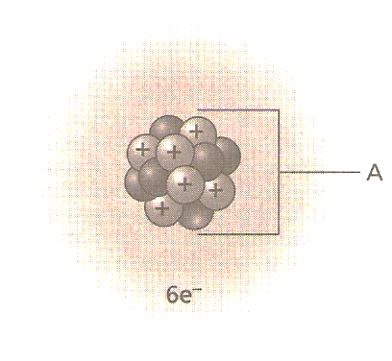 +
+ +
+ +
+
A
6e⁻